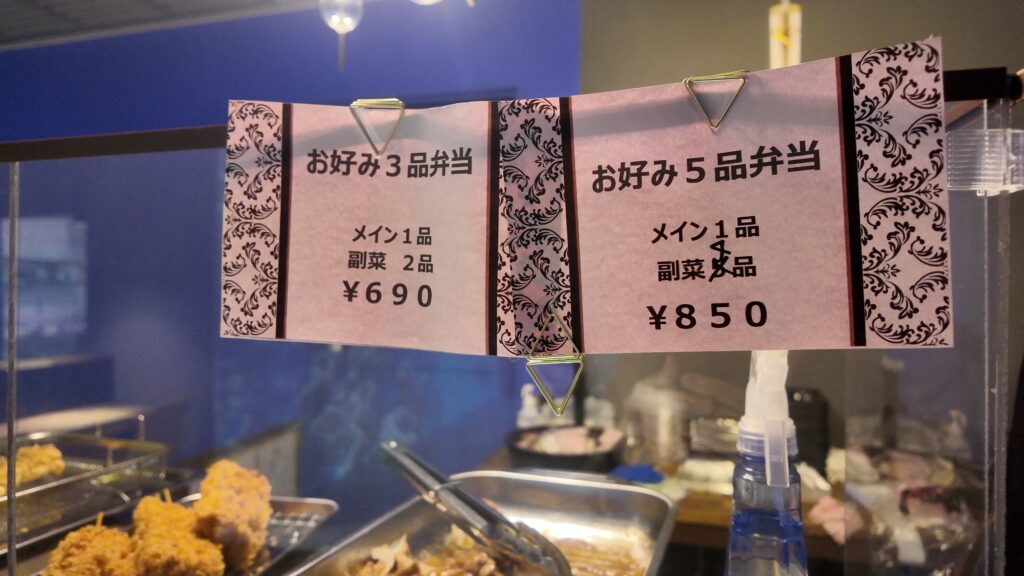 お好み３品弁当
メイン１品
副菜　２品
￥６９０
お好み５品弁当
メイン１品
副菜4品
￥８５０